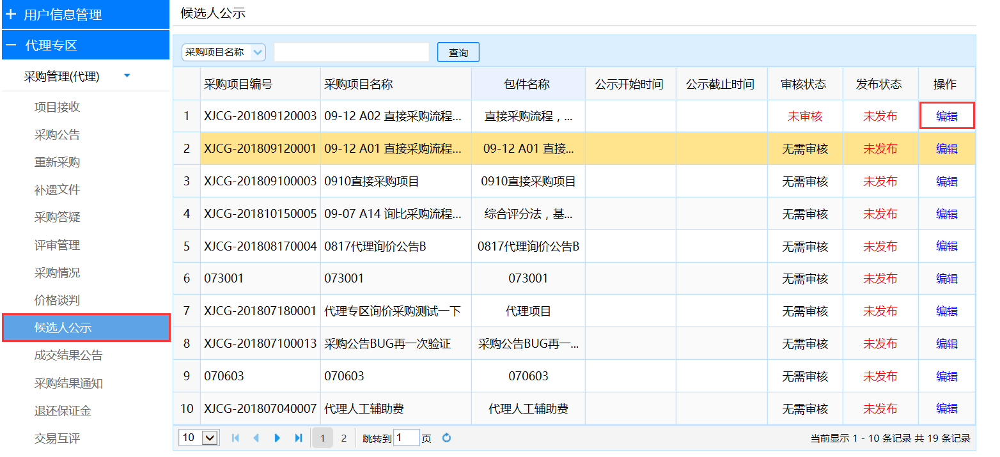 用户信息管理
代理专区
采购管理(代理)
项目接收
采购公告
重新采购
补遗文件
采购答疑
评审管理
采购情况
价格谈判
候选人公示
成交结果公告
采购结果通知
退还保证金
交易互评
候选人公示
采购项目名称 查询
采购项目编号 采购项目名称 包件名称 公示开始时间 公示截止时间 审核状态 发布状态 操作
1 XJCG-201809120003 09-12 A02 直接采购流程... 直接采购流程，... 未审核 未发布 编辑
2 XJCG-201809120001 09-12 A01 直接采购流程... 09-12 A01 直接... 无需审核 未发布 编辑
3 XJCG-201809100003 0910直接采购项目 0910直接采购项目 无需审核 未发布 编辑
4 XJCG-201810150005 09-07 A14 询比采购流程... 综合评分法，基... 无需审核 未发布 编辑
5 XJCG-201808170004 0817代理询价公告B 0817代理询价公告B 无需审核 未发布 编辑
6 073001 073001 073001 无需审核 未发布 编辑
7 XJCG-201807180001 代理专区询价采购测试一下 代理项目 无需审核 未发布 编辑
8 XJCG-201807100013 采购公告BUG再一次验证 采购公告BUG再一... 无需审核 未发布 编辑
9 070603 070603 070603 无需审核 未发布 编辑
10 XJCG-201807040007 代理人工辅助费 代理人工辅助费 无需审核 未发布 编辑
10 1 2 跳转到 1 页 当前显示 1 - 10 条记录 共 19 条记录